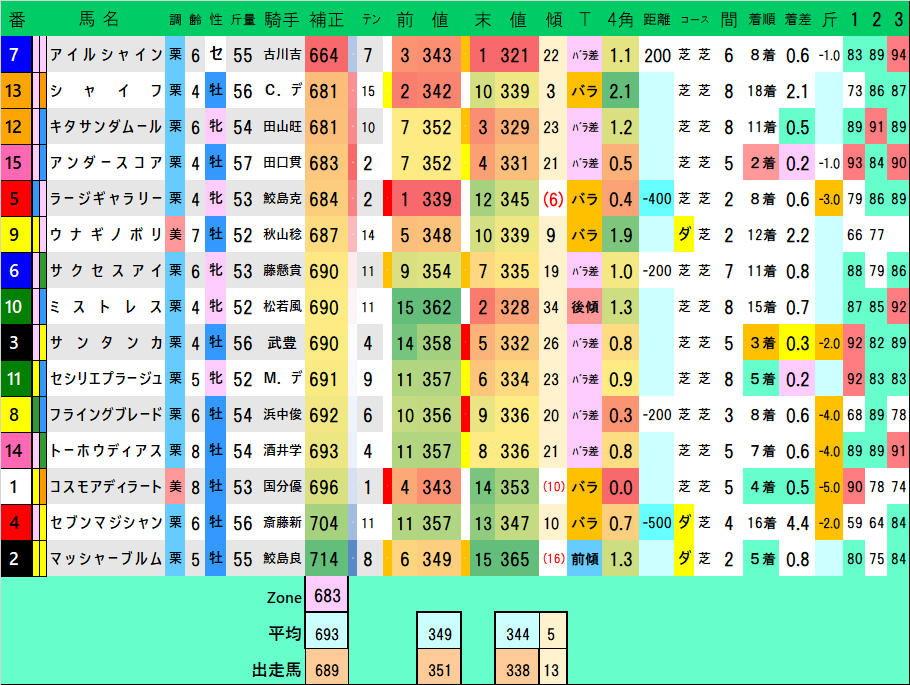 番 馬名 調 齢 性 斤量 騎手 補正 テン 前 値 末 値 傾 T 4角 距離 コース 間 着順 着差 斤 1 2 3
7 アイルシャイン 栗 6 セ 55 古川吉 664 7 3 343 1 321 22 バラ差 1.1 200 芝 芝 6 8着 0.6 -1.0 83 89 94
13 シャイフ 栗 4 牡 56 C.デ 681 15 2 342 10 339 3 バラ 2.1 芝 芝 8 18着 2.1 73 86 87
12 キタサンダムール 栗 6 牝 54 田山旺 681 10 7 352 3 329 23 バラ差 1.2 芝 芝 8 11着 0.5 89 91 89
15 アンダースコア 栗 4 牡 57 田口貫 683 2 7 352 4 331 21 バラ差 0.5 芝 芝 5 2着 0.2 -1.0 93 84 90
5 ラージギャラリー 栗 4 牝 53 鮫島克 684 2 1 339 12 345 (6) バラ 0.4 -400 芝 芝 2 8着 0.6 -3.0 79 86 89
9 ウナギノボリ 美 7 牡 52 秋山稔 687 14 5 348 10 339 9 バラ 1.9 ダ 芝 4 12着 2.2 66 77
6 サクセスアイ 栗 6 牝 53 藤懸貴 690 11 9 354 7 335 19 バラ差 1.0 -200 芝 芝 7 11着 0.8 88 79 86
10 ミストレス 栗 4 牝 52 松若風 690 11 15 362 2 328 34 後傾 1.3 芝 芝 8 15着 0.7 87 85 92
3 サンタンカ 栗 4 牡 56 武豊 690 4 14 358 5 332 26 バラ差 0.8 芝 芝 5 3着 0.3 -2.0 92 82 89
11 セシリエプラージュ 栗 5 牝 52 M.デ 691 9 11 357 6 334 23 バラ差 0.9 芝 芝 8 5着 0.2 92 83 83
8 フライングブレード 栗 6 牡 54 浜中俊 692 6 10 356 9 336 20 バラ差 0.3 -200 芝 芝 3 8着 0.6 -4.0 68 89 78
14 トーホウディアス 栗 8 牡 54 酒井学 693 4 11 357 8 336 21 バラ差 0.8 芝 芝 5 7着 0.6 -4.0 89 89 91
1 コスモアディラート 美 8 牡 53 国分優 696 1 4 343 14 353 (10) バラ 0.0 芝 芝 5 4着 0.5 -5.0 90 78 74
4 セブンマジシャン 栗 6 牡 56 斎藤新 704 11 11 357 13 347 10 バラ 0.7 -500 ダ 芝 4 16着 4.4 -2.0 59 64 84
2 マッシャーブルム 栗 5 牡 55 鮫島良 714 8 6 349 15 365 (16) 前傾 1.3 ダ 芝 2 5着 0.8 80 75 84
Zone 683
平均 693 349 344 5
出走馬 689 351 338 13